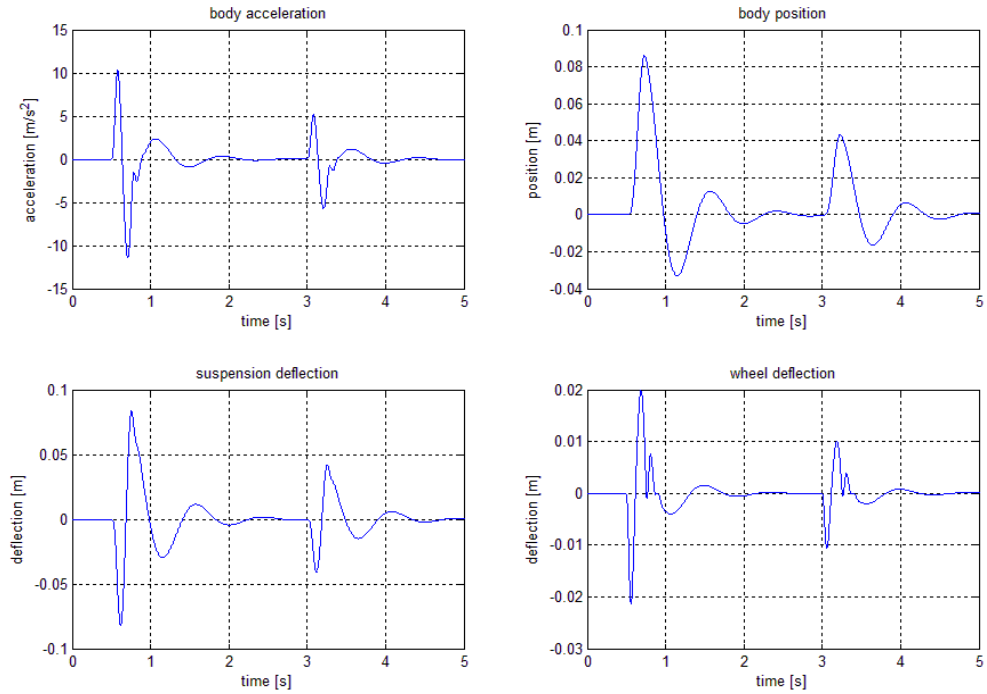 body acceleration
15
10
5
0
-5
-10
-15
acceleration [m/s²]
0 1 2 3 4 5
time [s]
body position
0.1
0.08
0.06
0.04
0.02
0
-0.02
-0.04
position [m]
0 1 2 3 4 5
time [s]
suspension deflection
0.1
0.05
0
-0.05
-0.1
deflection [m]
0 1 2 3 4 5
time [s]
wheel deflection
0.02
0.01
0
-0.01
-0.02
-0.03
deflection [m]
0 1 2 3 4 5
time [s]